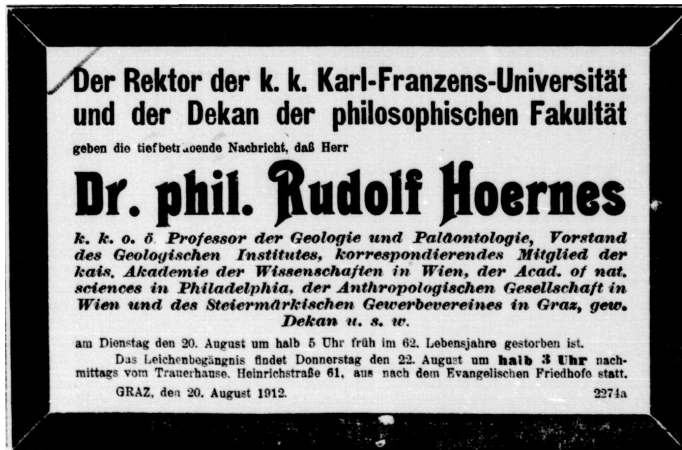 Der Rektor der k. k. Karl-Franzens-Universität
und der Dekan der philosophischen Fakultät
geben die tiefbetrübende Nachricht, daß Herr
Dr. phil. Rudolf Hoernes
k. k. o. ö. Professor der Geologie und Paläontologie, Vorstand
des Geologischen Institutes, korrespondierendes Mitglied der
kais. Akademie der Wissenschaften in Wien, der Acad. of nat.
sciences in Philadelphia, der Anthropologischen Gesellschaft in
Wien und des Steiermärkischen Gewerbevereines in Graz, gew.
Dekan u. s. w.
am Dienstag den 20. August um halb 5 Uhr früh im 62. Lebensjahre gestorben ist.
Das Leichenbegängnis findet Donnerstag den 22. August um halb 3 Uhr nach-
mittags vom Trauerhause, Heinrichstraße 61, aus nach dem Evangelischen Friedhofe statt.
GRAZ, den 20. August 1912. 2274a